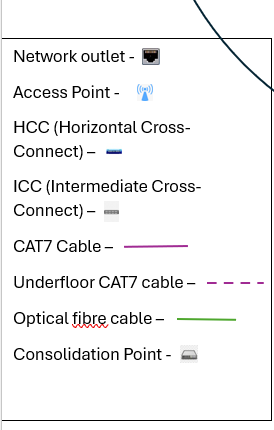 Network outlet -
Access Point -
HCC (Horizontal Cross-
Connect) –
ICC (Intermediate Cross-
Connect) –
CAT7 Cable –
Underfloor CAT7 cable –
Optical fibre cable –
Consolidation Point -